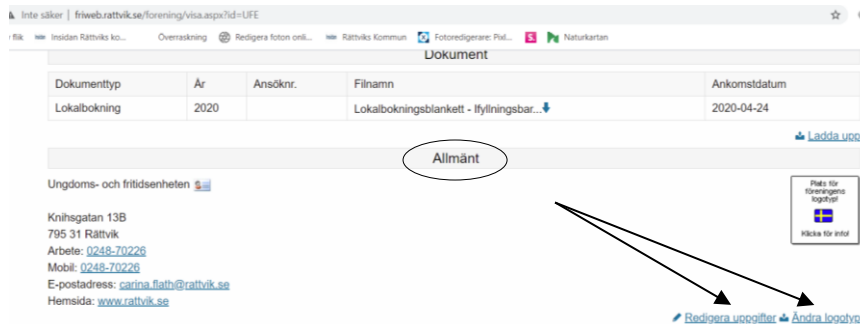 Inte säker | friweb.rattvik.se/forening/visa.aspx?id=UFE
flik Insidan Rättviks ko... Överraskning Redigera foton onli... Rättviks Kommun Fotoredigerare: Pixl... Naturkartan
Dokument
Dokumenttyp År Ansöknr. Filnamn Ankomstdatum
Lokalbokning 2020 Lokalbokningsblankett - Ifyllningsbar... 2020-04-24
Ladda upp
Allmänt
Ungdoms- och fritidsenheten
Plats för
föreningens
logotyp!
Klicka för info!
Knihsgatan 13B
795 31 Rättvik
Arbete: 0248-70226
Mobil: 0248-70226
E-postadress: carina.flath@rattvik.se
Hemsida: www.rattvik.se
Redigera uppgifter Ändra logotyp